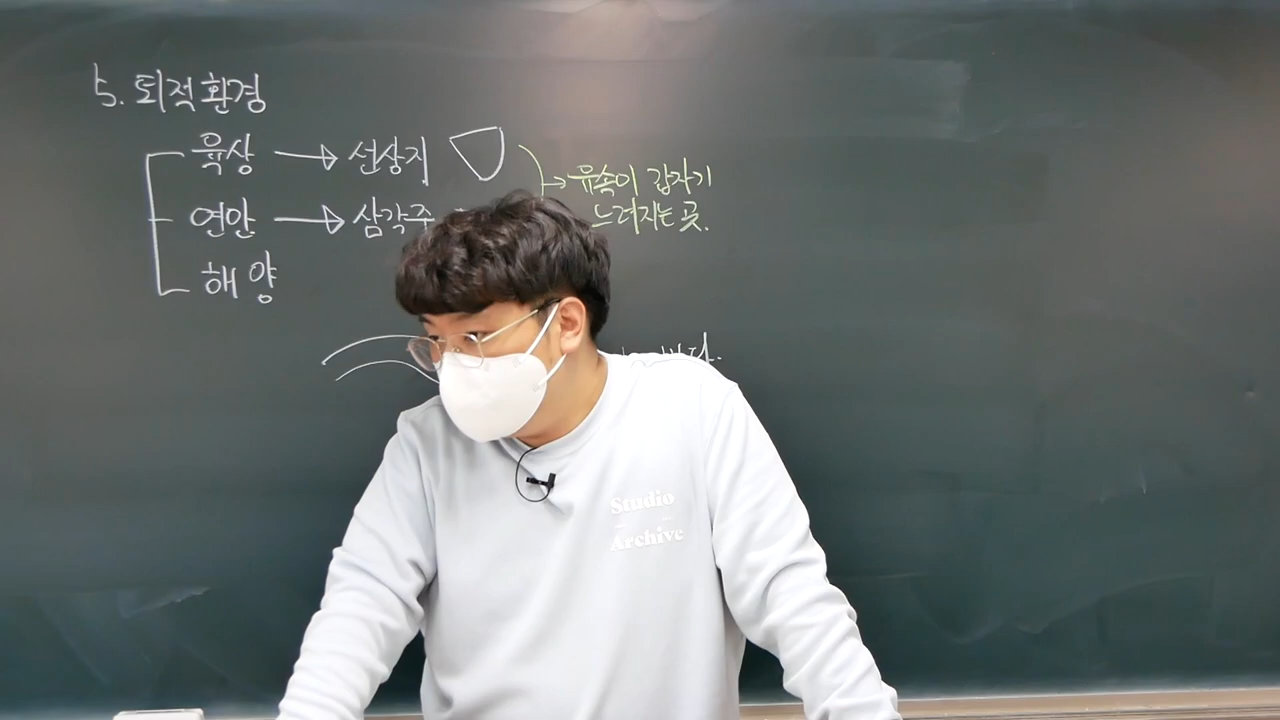 5. 퇴적환경
육상 → 선상지
→ 유속이 갑자기
느려지는 곳.
연안 → 삼각주
해양
Studio
Archive